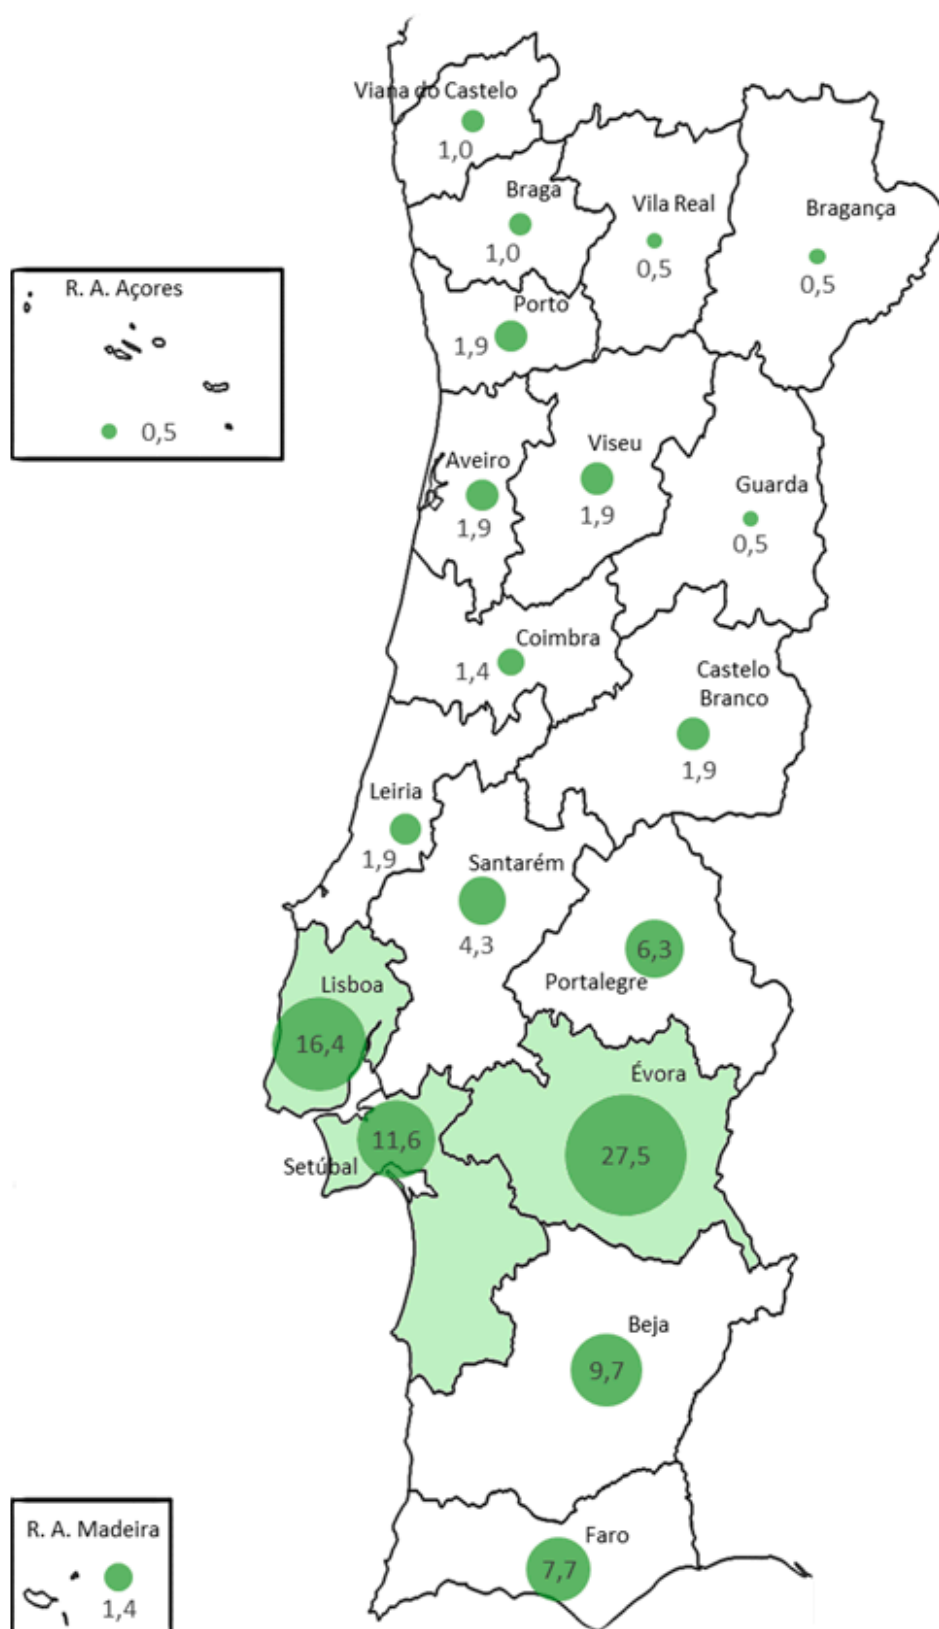 Viana do Castelo
1,0
Braga
1,0
Vila Real
0,5
Bragança
0,5
R. A. Açores
0,5
Porto
1,9
Aveiro
1,9
Viseu
1,9
Guarda
0,5
Coimbra
1,4
Castelo
Branco
1,9
Leiria
1,9
Santarém
4,3
6,3
Portalegre
Lisboa
16,4
Évora
27,5
11,6
Setúbal
Beja
9,7
R. A. Madeira
1,4
Faro
7,7